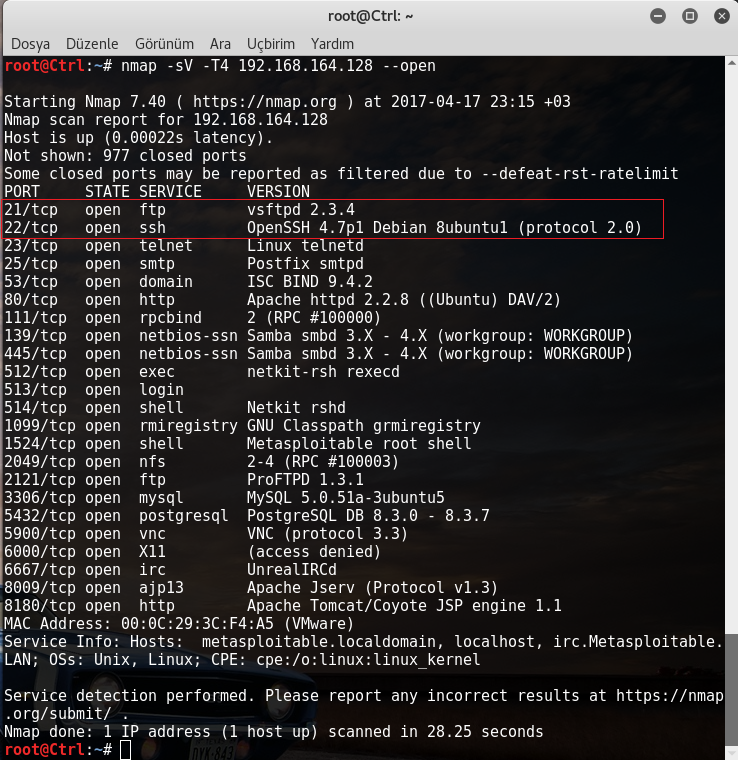 root@Ctrl: ~
Dosya Düzenle Görünüm Ara Uçbirim Yardım
root@Ctrl:~# nmap -sV -T4 192.168.164.128 --open
Starting Nmap 7.40 ( https://nmap.org ) at 2017-04-17 23:15 +03
Nmap scan report for 192.168.164.128
Host is up (0.00022s latency).
Not shown: 977 closed ports
Some closed ports may be reported as filtered due to --defeat-rst-ratelimit
PORT     STATE SERVICE     VERSION
21/tcp   open  ftp         vsftpd 2.3.4
22/tcp   open  ssh         OpenSSH 4.7p1 Debian 8ubuntu1 (protocol 2.0)
23/tcp   open  telnet      Linux telnetd
25/tcp   open  smtp        Postfix smtpd
53/tcp   open  domain      ISC BIND 9.4.2
80/tcp   open  http        Apache httpd 2.2.8 ((Ubuntu) DAV/2)
111/tcp  open  rpcbind     2 (RPC #100000)
139/tcp  open  netbios-ssn Samba smbd 3.X - 4.X (workgroup: WORKGROUP)
445/tcp  open  netbios-ssn Samba smbd 3.X - 4.X (workgroup: WORKGROUP)
512/tcp  open  exec        netkit-rsh rexecd
513/tcp  open  login
514/tcp  open  shell       Netkit rshd
1099/tcp open  rmiregistry GNU Classpath grmiregistry
1524/tcp open  shell       Metasploitable root shell
2049/tcp open  nfs         2-4 (RPC #100003)
2121/tcp open  ftp         ProFTPD 1.3.1
3306/tcp open  mysql       MySQL 5.0.51a-3ubuntu5
5432/tcp open  postgresql  PostgreSQL DB 8.3.0 - 8.3.7
5900/tcp open  vnc         VNC (protocol 3.3)
6000/tcp open  X11         (access denied)
6667/tcp open  irc         UnrealIRCd
8009/tcp open  ajp13       Apache Jserv (Protocol v1.3)
8180/tcp open  http        Apache Tomcat/Coyote JSP engine 1.1
MAC Address: 00:0C:29:3C:F4:A5 (VMware)
Service Info: Hosts:  metasploitable.localdomain, localhost, irc.Metasploitable.
LAN; OSs: Unix, Linux; CPE: cpe:/o:linux:linux_kernel
Service detection performed. Please report any incorrect results at https://nmap
.org/submit/ .
Nmap done: 1 IP address (1 host up) scanned in 28.25 seconds
root@Ctrl:~#
DYK-843